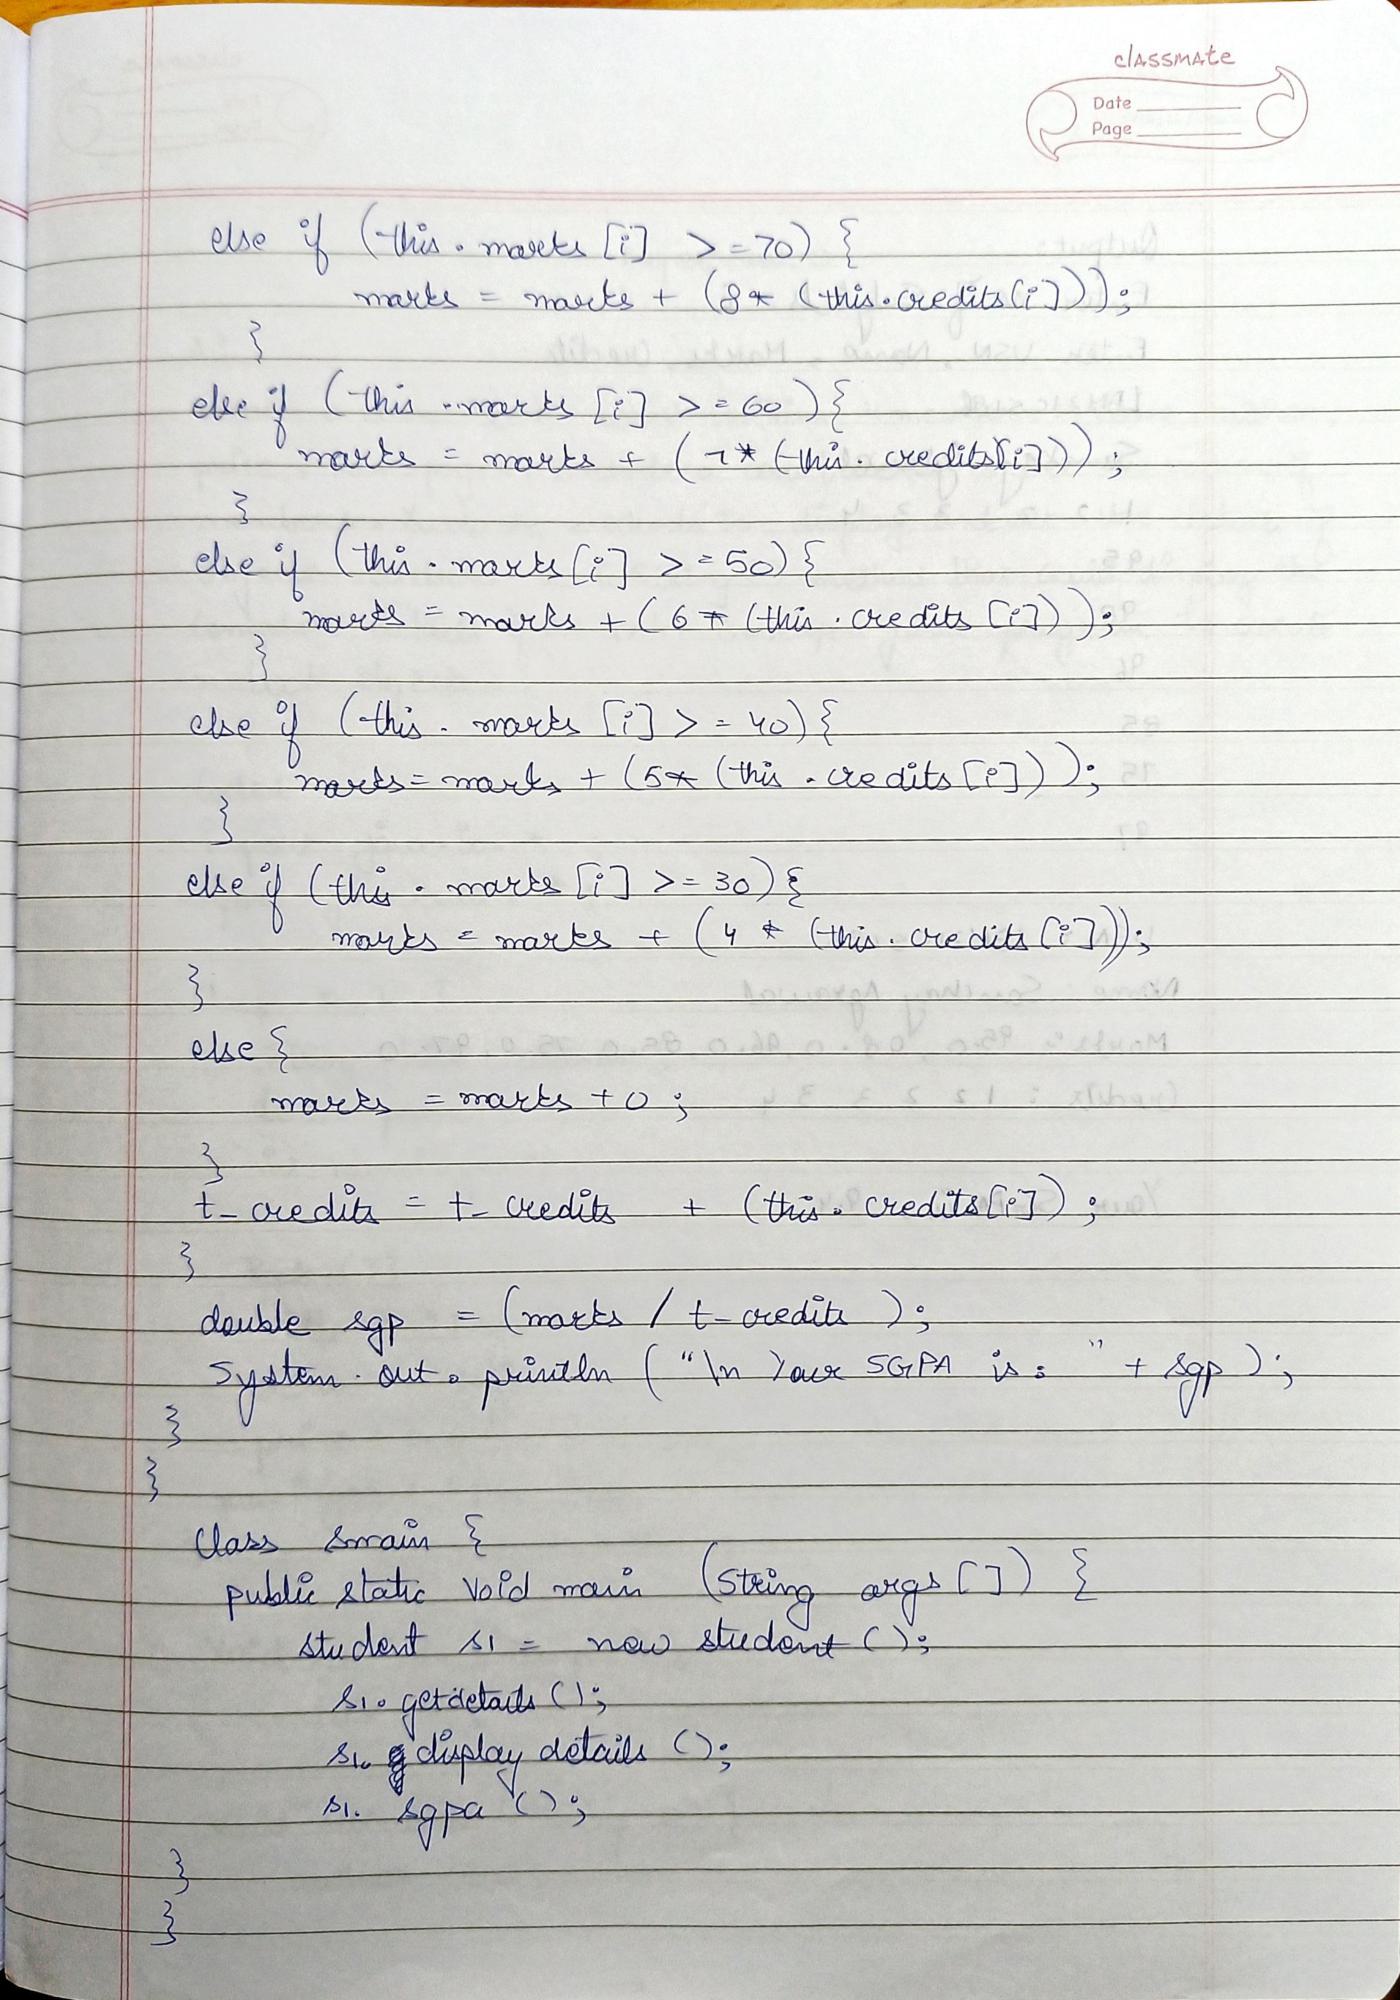 classmate
Date
Page
else if (this.marks[i] >=70) {
marks = marks + (8* (this.credits[i]));
}
else if (this.marks[i] >=60){
marks = marks + (7* (this.credits[i]));
}
else if (this.marks[i] >=50){
marks = marks +(6* (this.credits[i]));
}
else if (this.marks[i] >=40){
marks = marks + (5* (this.credits[i]));
}
else if (this.marks[i] >=30){
marks = marks + (4* (this.credits[i]));
}
else {
marks = marks +0;
}
t_credits = t_credits + (this.credits[i]);
}
double sgp = (marks / t_credits);
System.out.println ("\n Your SGPA is: " + sgp);
}
}
class smain {
public static void main (String args[]) {
student s1 = new student();
s1.getdetails();
s1.display details();
s1.sgpa();
}
}